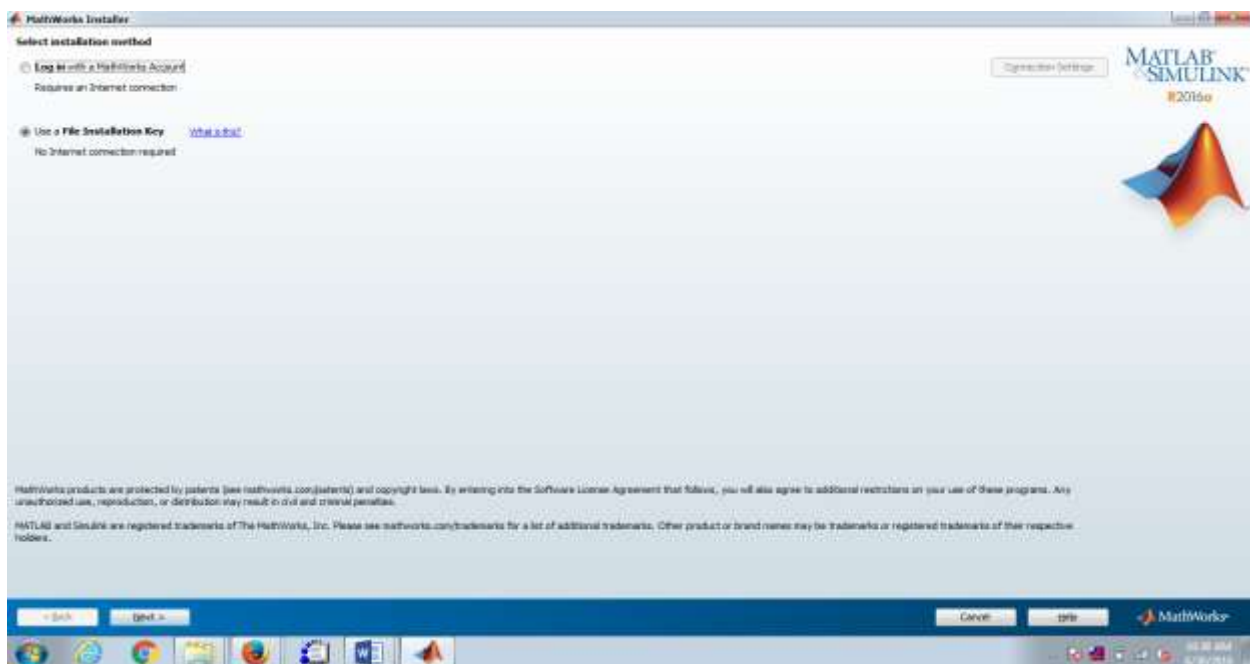 MathWorks Installer
Select installation method
Log in with a MathWorks Account
Connection Settings
Requires an Internet connection
MATLAB
SIMULINK
R2016a
Use a File Installation Key What is this?
No Internet connection required
MathWorks products are protected by patents (see mathworks.com/patents) and copyright laws. By entering into the Software License Agreement that follows, you will also agree to additional restrictions on your use of these programs. Any
unauthorized use, reproduction, or distribution may result in civil and criminal penalties.
MATLAB and Simulink are registered trademarks of The MathWorks, Inc. Please see mathworks.com/trademarks for a list of additional trademarks. Other product or brand names may be trademarks or registered trademarks of their respective
holders.
< Back Next > Cancel Help MathWorks